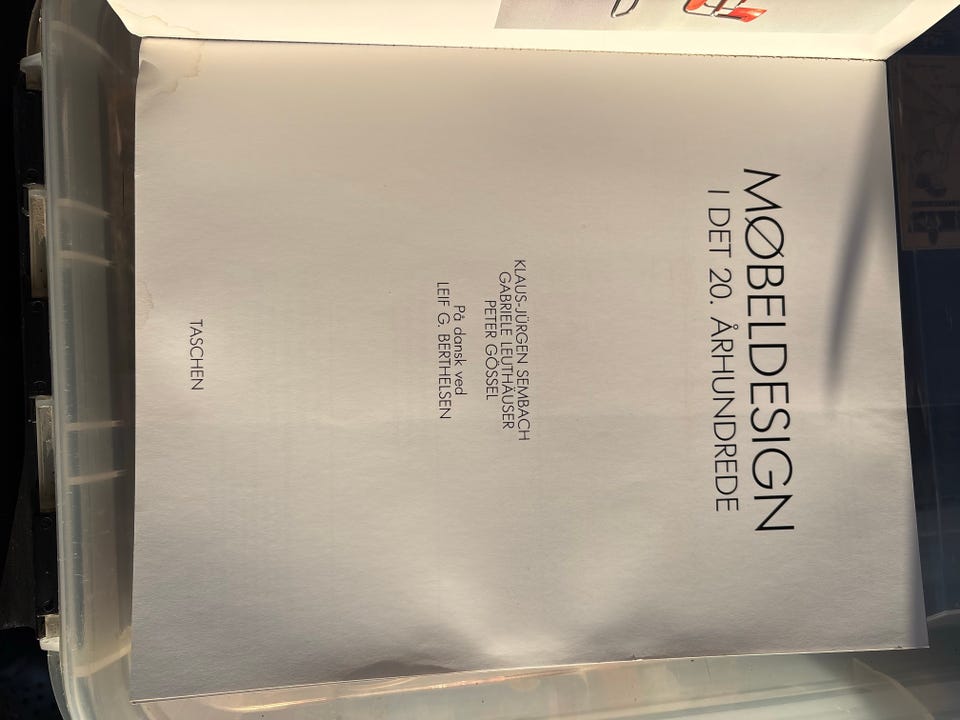 MØBELDESIGN
I DET 20. ÅRHUNDREDE
KLAUS-JÜRGEN SEMBACH
GABRIELE LEUTHÄUSER
PETER GÖSSEL
På dansk ved
LEIF G. BERTHELSEN
TASCHEN